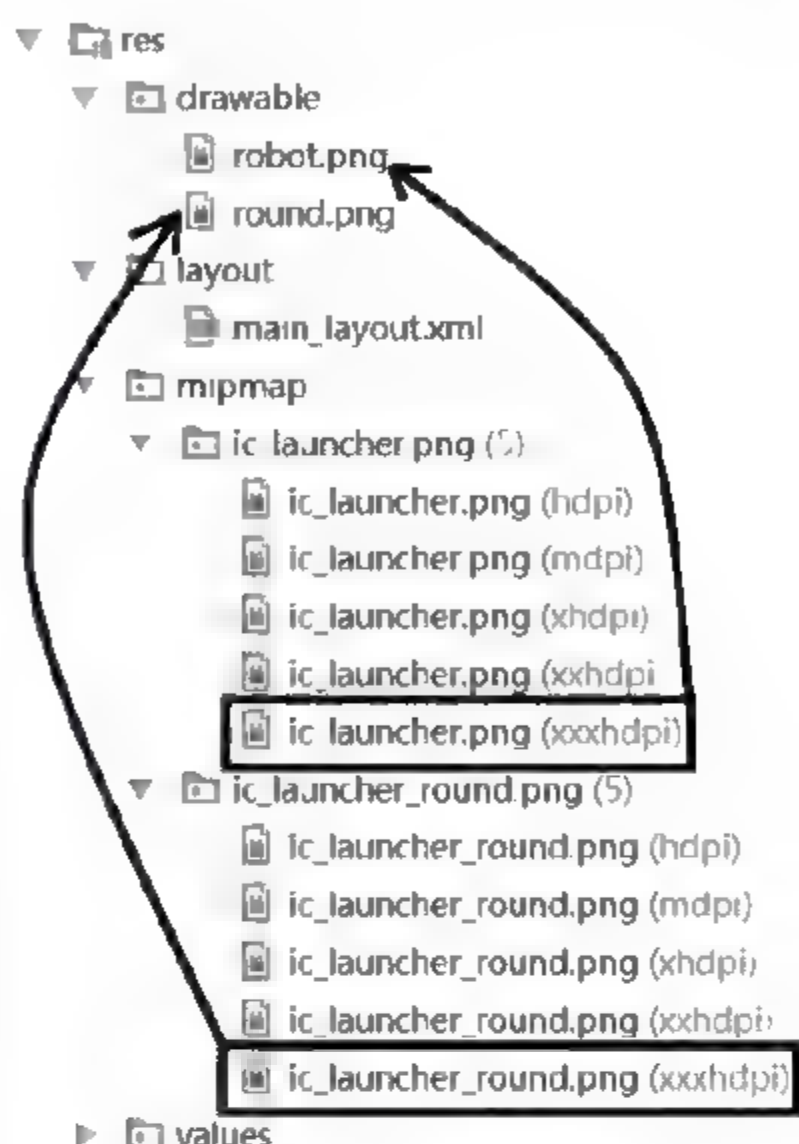 res
drawable
robot.png
round.png
layout
main_layout.xml
mipmap
ic_launcher.png (5)
ic_launcher.png (hdpi)
ic_launcher.png (mdpi)
ic_launcher.png (xhdpi)
ic_launcher.png (xxhdpi
ic_launcher.png (xxxhdpi)
ic_launcher_round.png (5)
ic_launcher_round.png (hdpi)
ic_launcher_round.png (mdpi)
ic_launcher_round.png (xhdpi)
ic_launcher_round.png (xxhdpi)
ic_launcher_round.png (xxxhdpi)
values